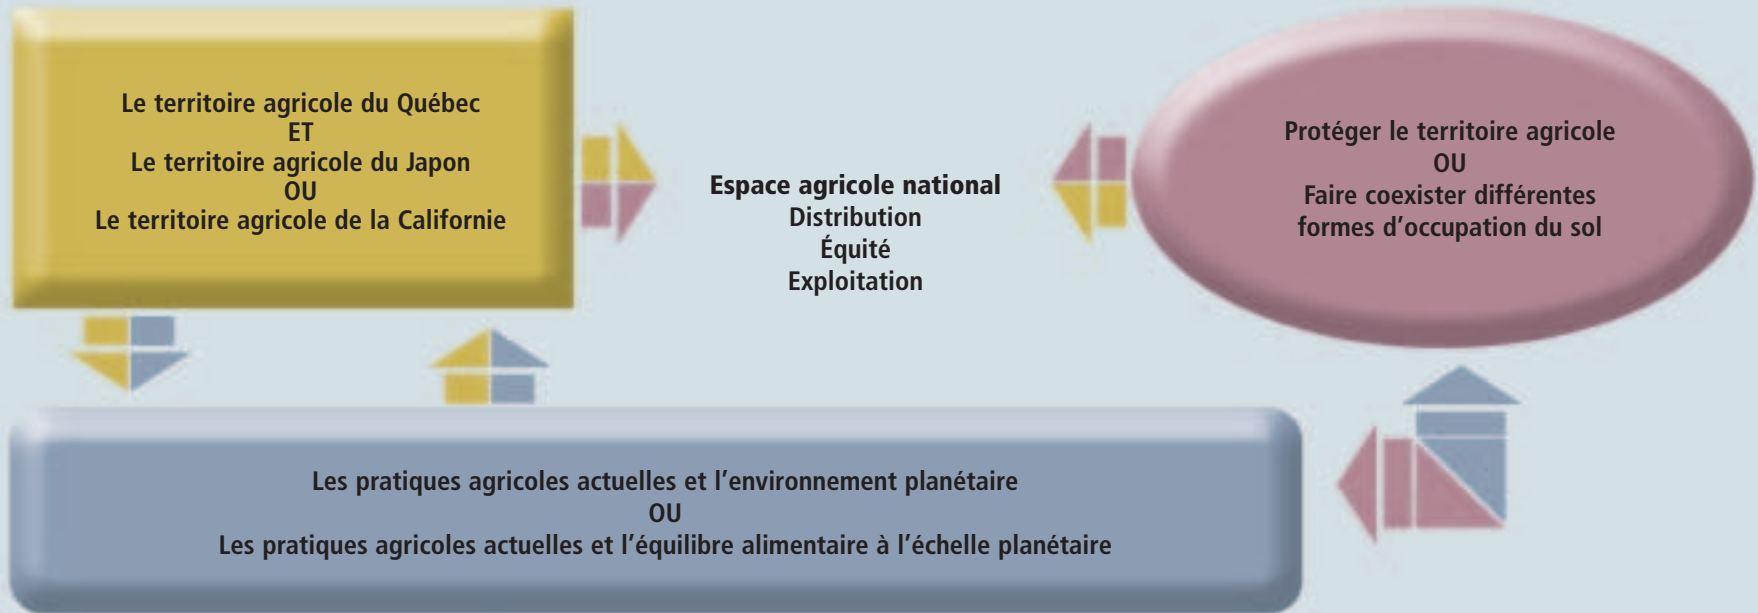 Le territoire agricole du Québec
ET
Le territoire agricole du Japon
OU
Le territoire agricole de la Californie
Espace agricole national
Distribution
Équité
Exploitation
Protéger le territoire agricole
OU
Faire coexister différentes
formes d'occupation du sol
Les pratiques agricoles actuelles et l'environnement planétaire
OU
Les pratiques agricoles actuelles et l'équilibre alimentaire à l'échelle planétaire